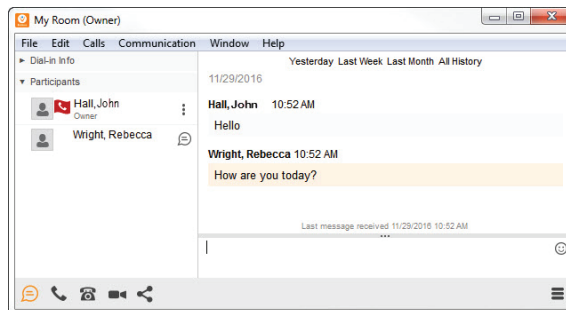 My Room (Owner)
File Edit Calls Communication Window Help
Dial-in Info
Participants
Hall, John
Owner
Wright, Rebecca
Yesterday Last Week Last Month All History
11/29/2016
Hall, John 10:52 AM
Hello
Wright, Rebecca 10:52 AM
How are you today?
Last message received 11/29/2016 10:52 AM